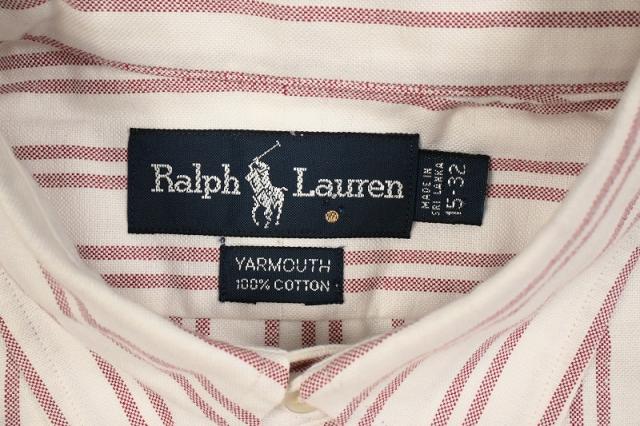 Ralph Lauren
MADE IN
SRI LANKA
15-32
YARMOUTH
100% COTTON